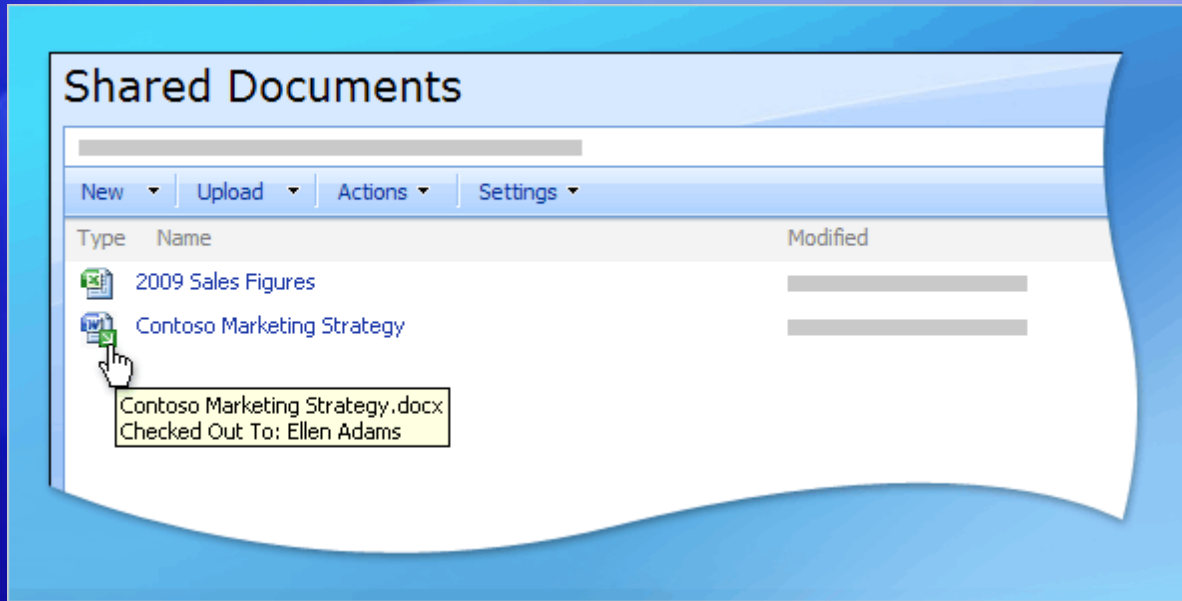 Shared Documents
New Upload Actions Settings
Type Name Modified
2009 Sales Figures
Contoso Marketing Strategy
Contoso Marketing Strategy.docx
Checked Out To: Ellen Adams